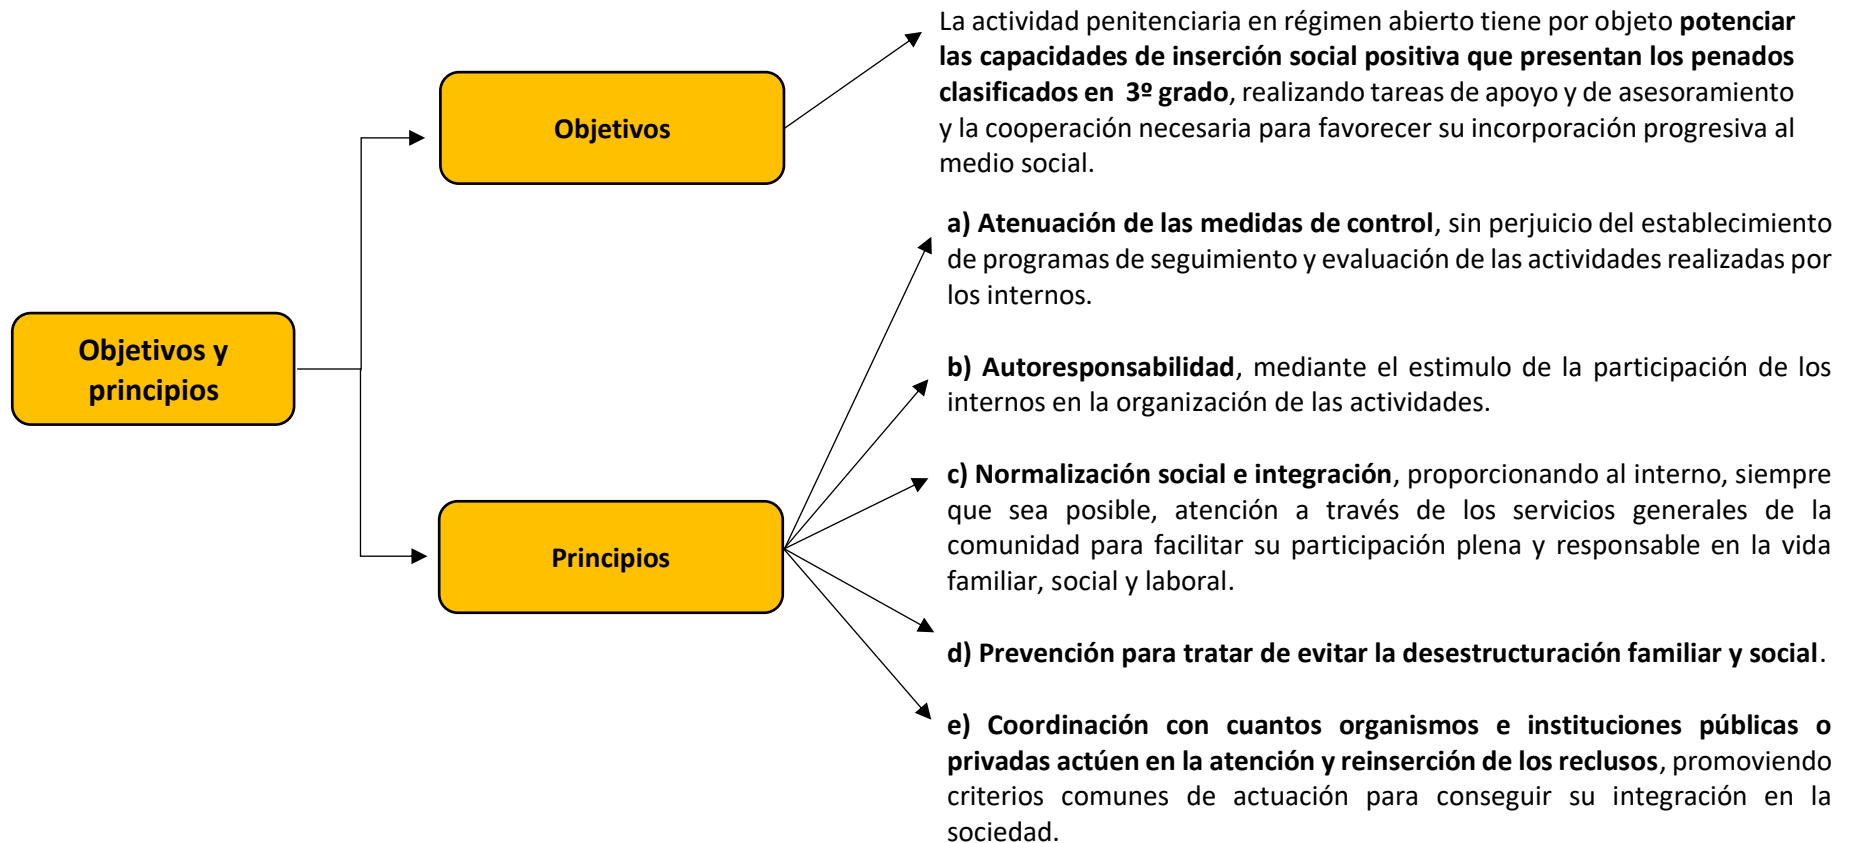 Objetivos y
principios
Objetivos
La actividad penitenciaria en régimen abierto tiene por objeto potenciar
las capacidades de inserción social positiva que presentan los penados
clasificados en 3º grado, realizando tareas de apoyo y de asesoramiento
y la cooperación necesaria para favorecer su incorporación progresiva al
medio social.
Principios
a) Atenuación de las medidas de control, sin perjuicio del establecimiento
de programas de seguimiento y evaluación de las actividades realizadas por
los internos.
b) Autoresponsabilidad, mediante el estimulo de la participación de los
internos en la organización de las actividades.
c) Normalización social e integración, proporcionando al interno, siempre
que sea posible, atención a través de los servicios generales de la
comunidad para facilitar su participación plena y responsable en la vida
familiar, social y laboral.
d) Prevención para tratar de evitar la desestructuración familiar y social.
e) Coordinación con cuantos organismos e instituciones públicas o
privadas actúen en la atención y reinserción de los reclusos, promoviendo
criterios comunes de actuación para conseguir su integración en la
sociedad.